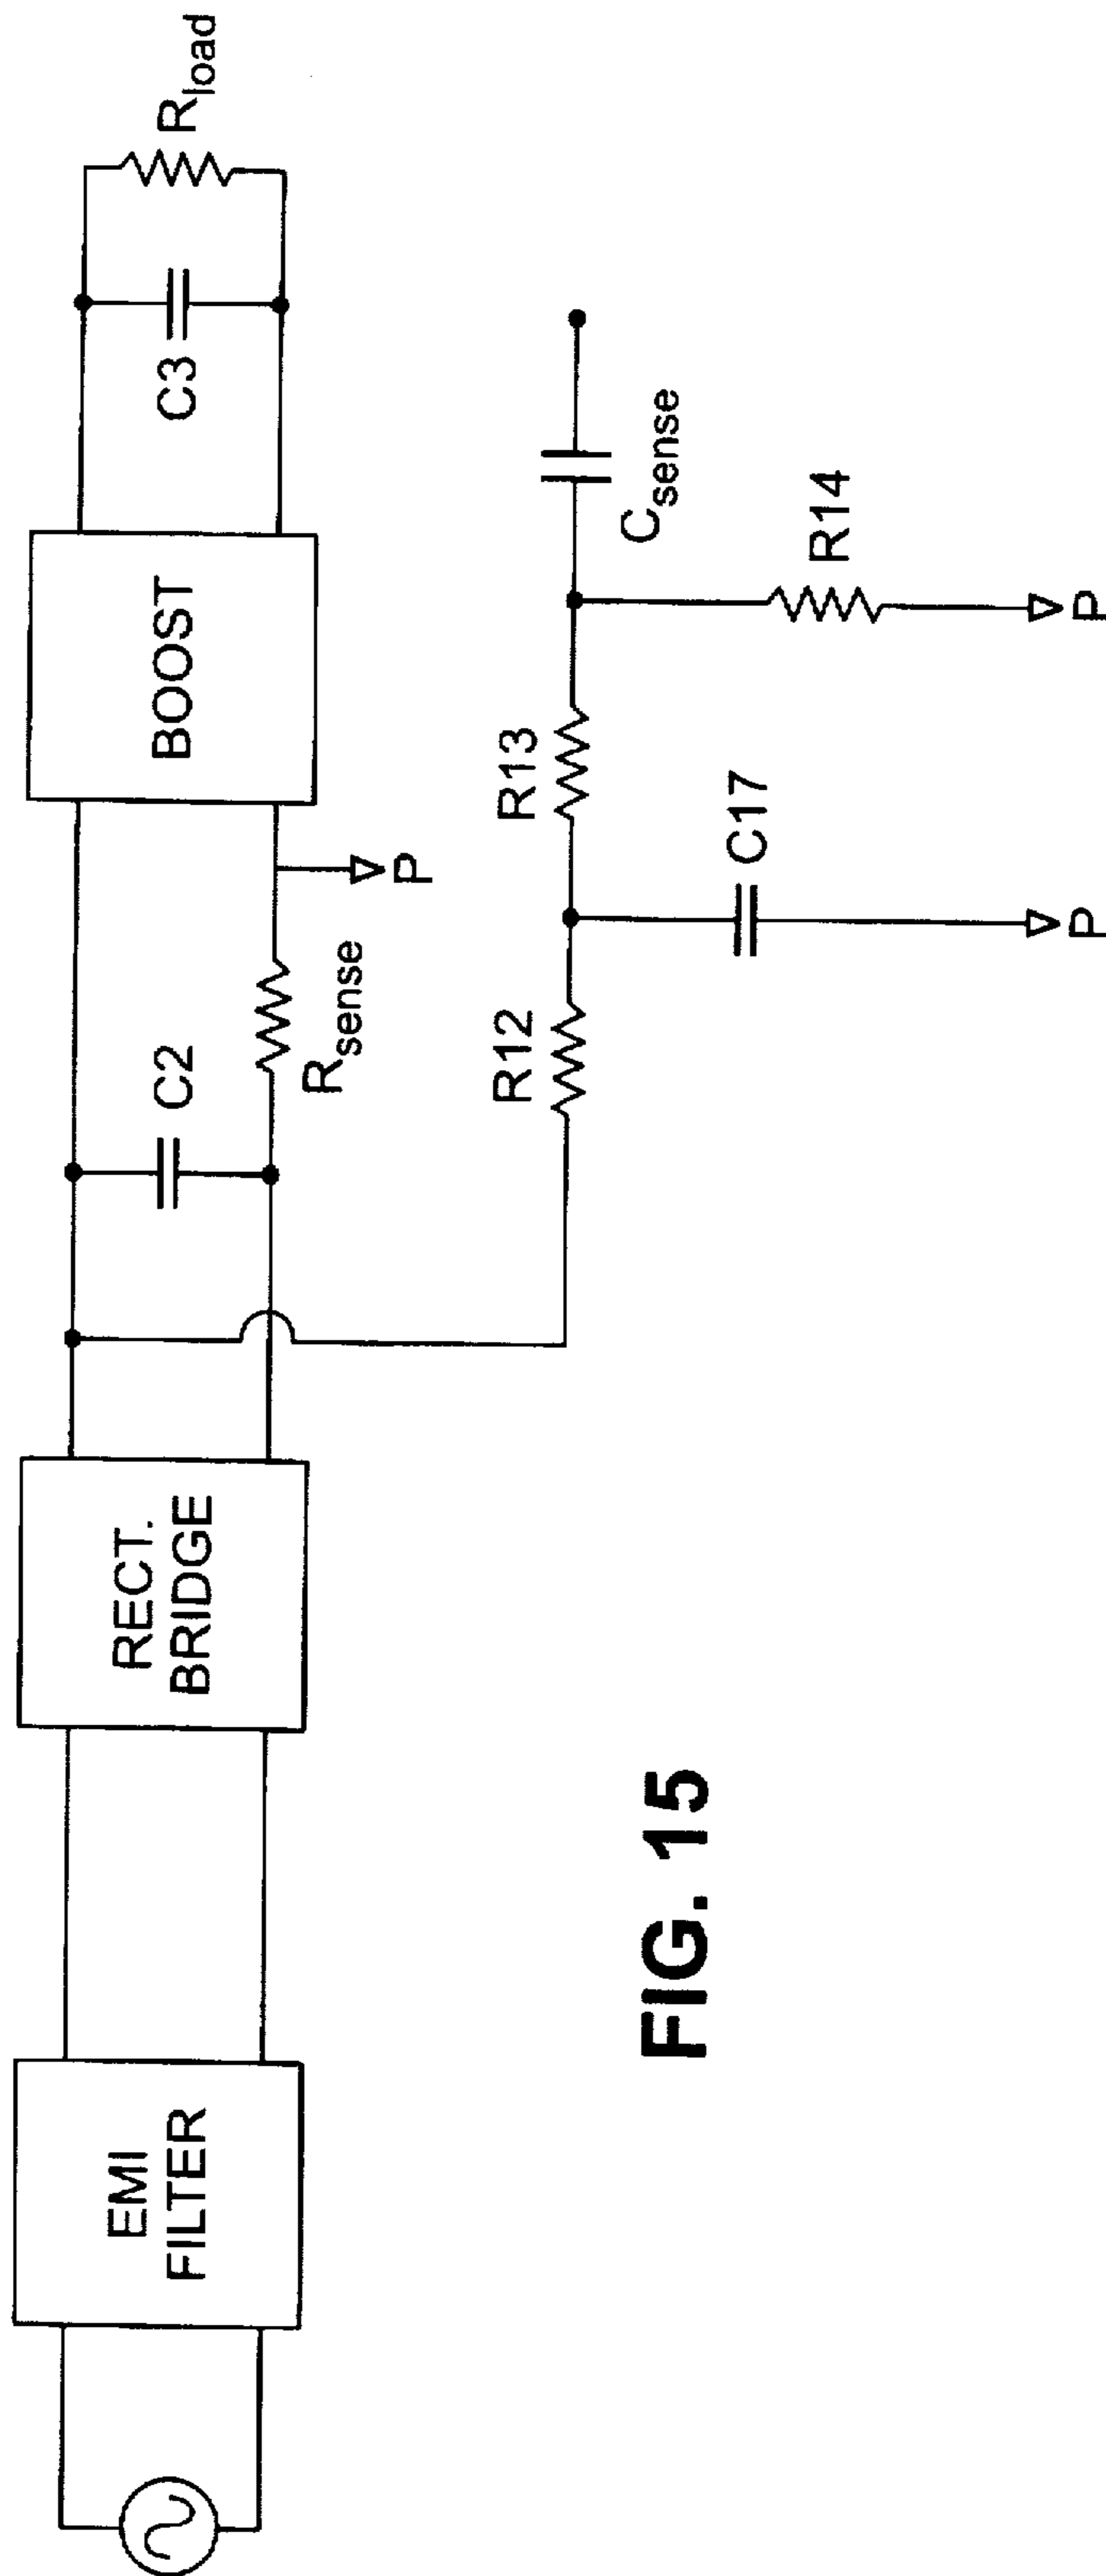 EMI
FILTER
RECT.
BRIDGE
C2
R_sense
P
BOOST
C3
R_load
R12
C17
P
R13
C_sense
R14
P
FIG. 15